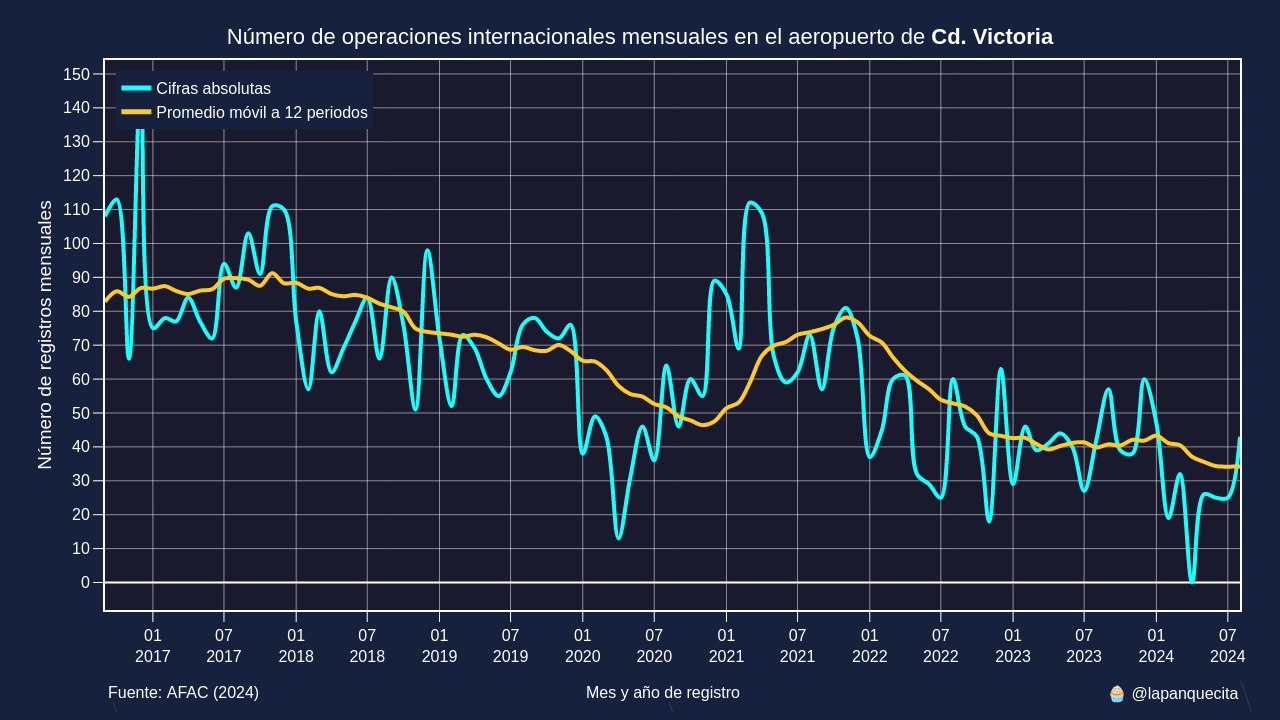 Número de operaciones internacionales mensuales en el aeropuerto de Cd. Victoria
Cifras absolutas
Promedio móvil a 12 periodos
Número de registros mensuales
150
140
130
120
110
100
90
80
70
60
50
40
30
20
10
0
01 07 01 07 01 07 01 07 01 07 01 07 01 07 01 07
2017 2017 2018 2018 2019 2019 2020 2020 2021 2021 2022 2022 2023 2023 2024 2024
Fuente: AFAC (2024) Mes y año de registro 🧁 @lapanquecita